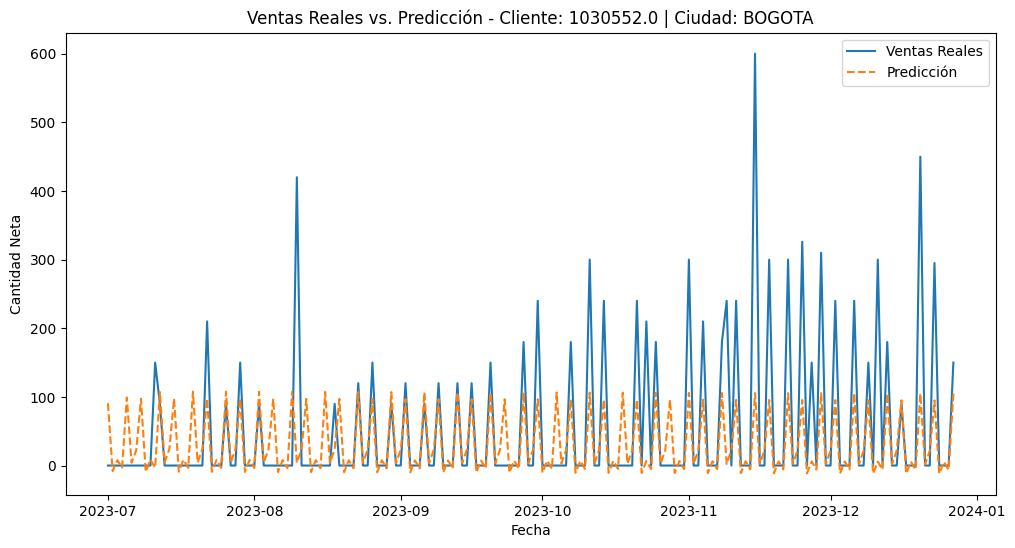 Ventas Reales vs. Predicción - Cliente: 1030552.0 | Ciudad: BOGOTA
Ventas Reales
Predicción
600
500
400
300
200
100
0
Cantidad Neta
2023-07
2023-08
2023-09
2023-10
2023-11
2023-12
2024-01
Fecha